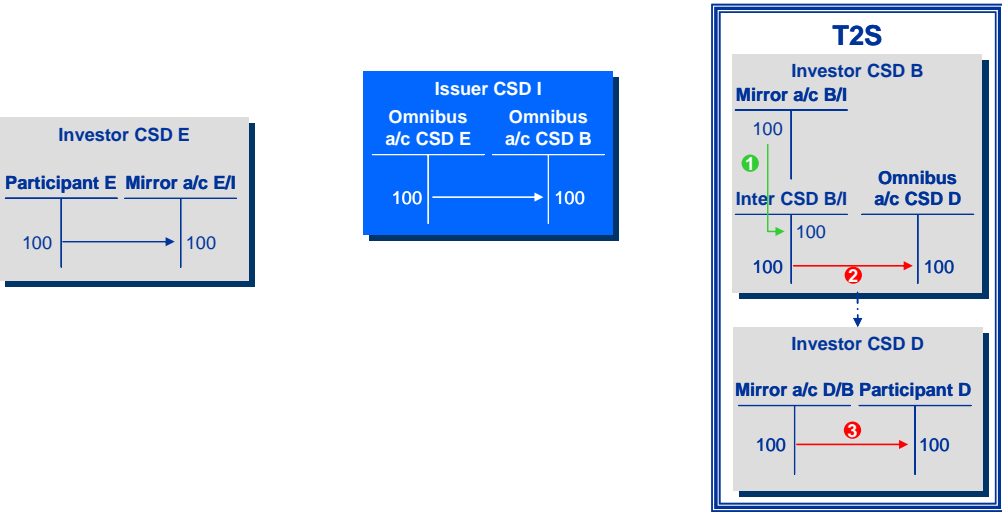 Investor CSD E
Participant E Mirror a/c E/I
100 100
Issuer CSD I
Omnibus Omnibus
a/c CSD E a/c CSD B
100 100
T2S
Investor CSD B
Mirror a/c B/I
100
1
Omnibus
Inter CSD B/I a/c CSD D
100
100 100
2
Investor CSD D
Mirror a/c D/B Participant D
3
100 100